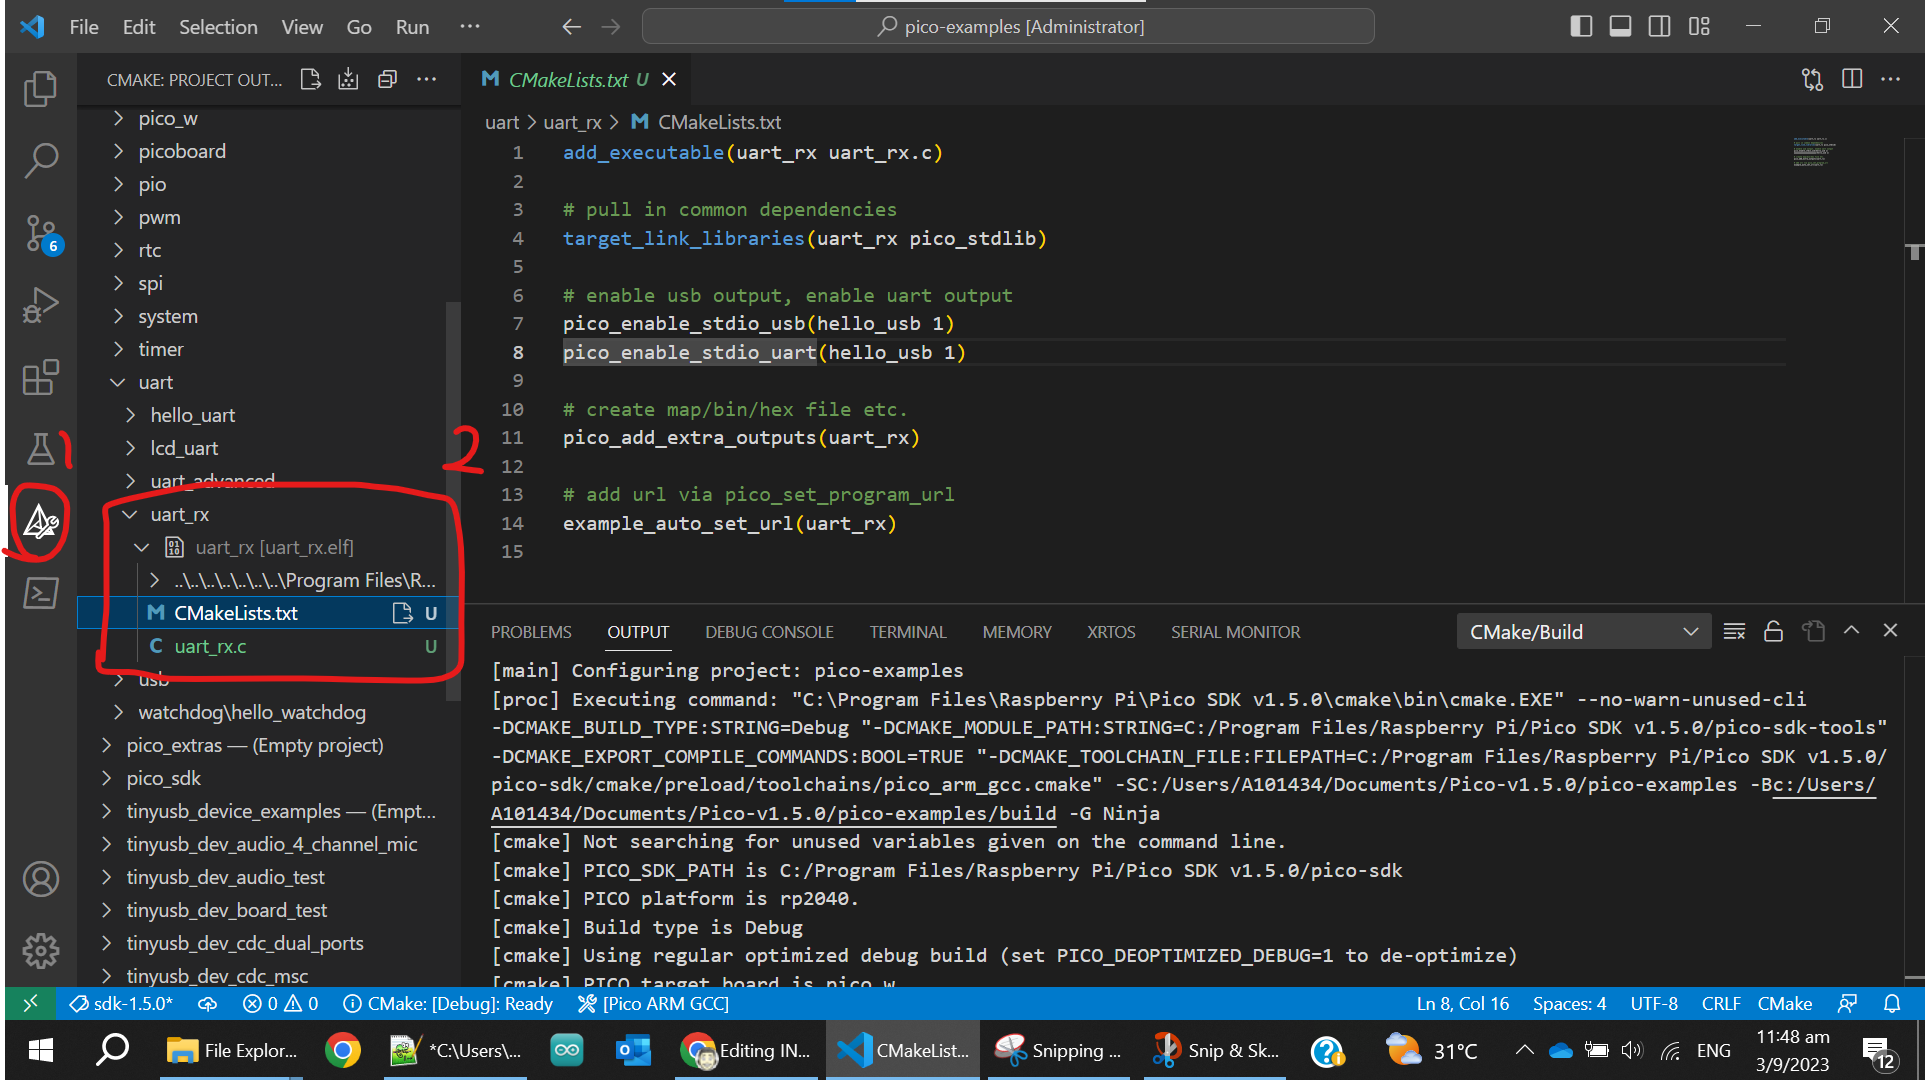 File Edit Selection View Go Run ···
pico-examples [Administrator]
CMAKE: PROJECT OUT...
CMakeLists.txt U
uart > uart_rx > CMakeLists.txt
pico_w
picoboard
pio
pwm
rtc
spi
system
timer
uart
hello_uart
lcd_uart
uart_advanced
uart_rx
uart_rx [uart_rx.elf]
..\..\..\..\..\..\..\Program Files\R...
CMakeLists.txt U
uart_rx.c U
usb
watchdog\hello_watchdog
pico_extras — (Empty project)
pico_sdk
tinyusb_device_examples — (Empt...
tinyusb_dev_audio_4_channel_mic
tinyusb_dev_audio_test
tinyusb_dev_board_test
tinyusb_dev_cdc_dual_ports
tinyusb_dev_cdc_msc
6
1
2
1 add_executable(uart_rx uart_rx.c)
2
3 # pull in common dependencies
4 target_link_libraries(uart_rx pico_stdlib)
5
6 # enable usb output, enable uart output
7 pico_enable_stdio_usb(hello_usb 1)
8 pico_enable_stdio_uart(hello_usb 1)
9
10 # create map/bin/hex file etc.
11 pico_add_extra_outputs(uart_rx)
12
13 # add url via pico_set_program_url
14 example_auto_set_url(uart_rx)
15
PROBLEMS OUTPUT DEBUG CONSOLE TERMINAL MEMORY XRTOS SERIAL MONITOR CMake/Build
[main] Configuring project: pico-examples
[proc] Executing command: "C:\Program Files\Raspberry Pi\Pico SDK v1.5.0\cmake\bin\cmake.EXE" --no-warn-unused-cli
-DCMAKE_BUILD_TYPE:STRING=Debug "-DCMAKE_MODULE_PATH:STRING=C:/Program Files/Raspberry Pi/Pico SDK v1.5.0/pico-sdk-tools"
-DCMAKE_EXPORT_COMPILE_COMMANDS:BOOL=TRUE "-DCMAKE_TOOLCHAIN_FILE:FILEPATH=C:/Program Files/Raspberry Pi/Pico SDK v1.5.0/
pico-sdk/cmake/preload/toolchains/pico_arm_gcc.cmake" -SC:/Users/A101434/Documents/Pico-v1.5.0/pico-examples -Bc:/Users/
A101434/Documents/Pico-v1.5.0/pico-examples/build -G Ninja
[cmake] Not searching for unused variables given on the command line.
[cmake] PICO_SDK_PATH is C:/Program Files/Raspberry Pi/Pico SDK v1.5.0/pico-sdk
[cmake] PICO platform is rp2040.
[cmake] Build type is Debug
[cmake] Using regular optimized debug build (set PICO_DEOPTIMIZED_DEBUG=1 to de-optimize)
[cmake] PICO target board is pico_w.
sdk-1.5.0* 0 0 CMake: [Debug]: Ready [Pico ARM GCC] Ln 8, Col 16 Spaces: 4 UTF-8 CRLF CMake
File Explor... *C:\Users\... Editing IN... CMakeList... Snipping ... Snip & Sk... 31°C ENG 11:48 am
3/9/2023
12